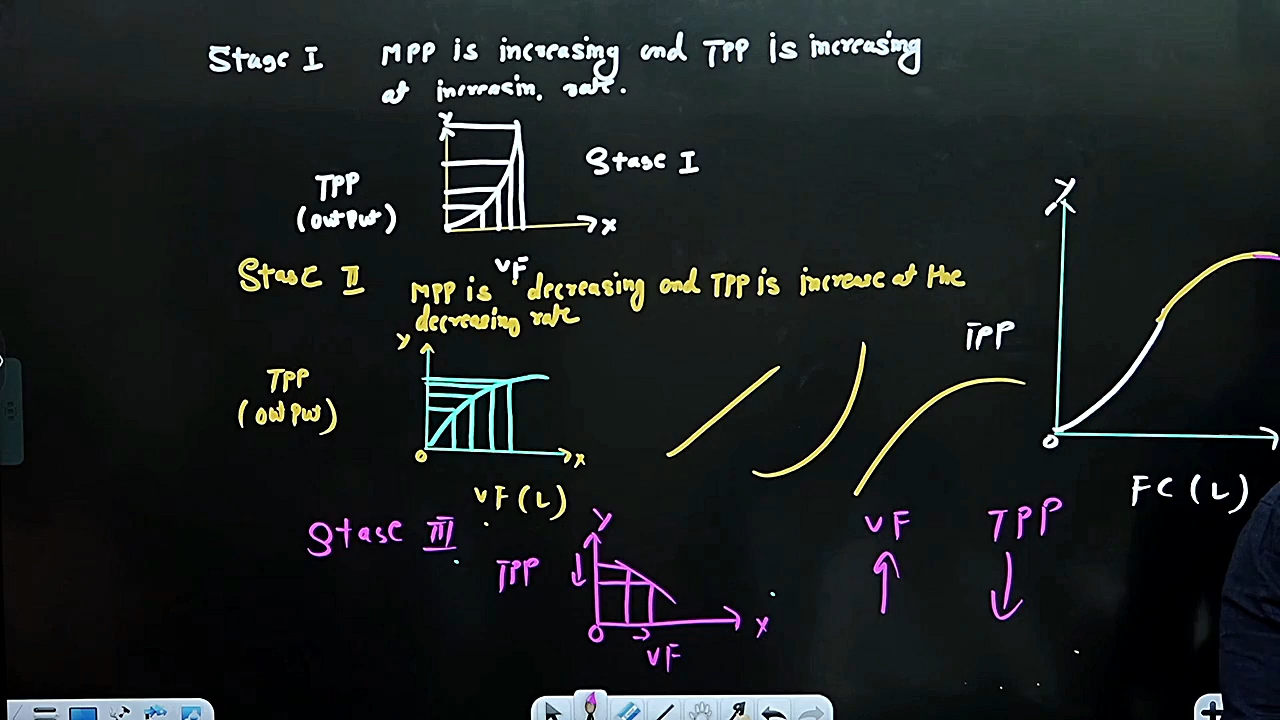 Stage I MPP is increasing and TPP is increasing
at increasin. rate.
Y
Stage I
TPP
(output)
X
VF
Stage II MPP is decreasing and TPP is increase at the
decreasing rate
Y
TPP
(output)
O
X
VF (L)
Y
TPP
O
FC (L)
Stage III
Y
TPP
O
X
VF
VF TPP